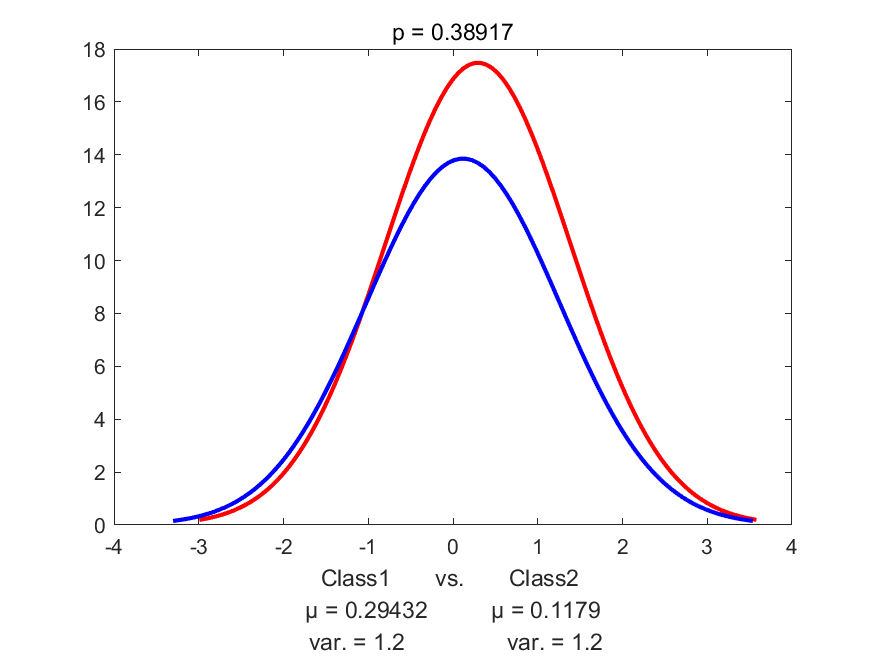 p = 0.38917
18
16
14
12
10
8
6
4
2
0
-4 -3 -2 -1 0 1 2 3 4
Class1 vs. Class2
μ = 0.29432 μ = 0.1179
var. = 1.2 var. = 1.2